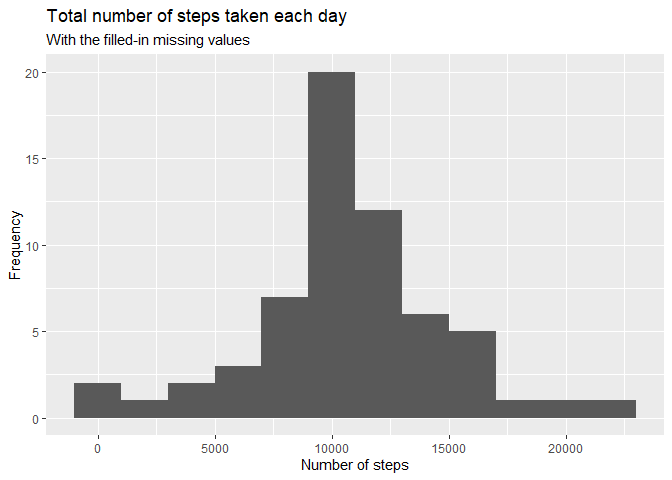 Total number of steps taken each day
With the filled-in missing values
20
15
10
5
0
Frequency
0 5000 10000 15000 20000
Number of steps